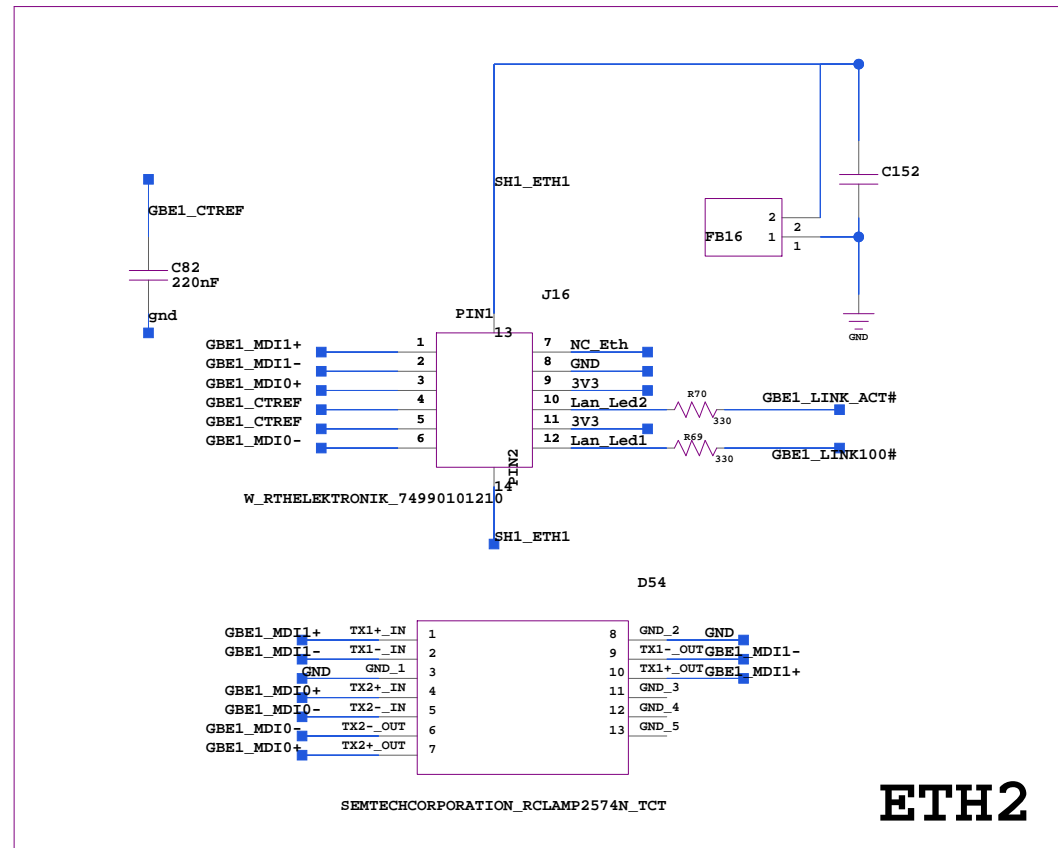 SH1_ETH1
C152
GBE1_CTREF
2
FB16 1
2
1
C82
220nF
gnd
J16
PIN1
13
GND
GBE1_MDI1+ 1 7 NC_Eth
GBE1_MDI1- 2 8 GND
GBE1_MDI0+ 3 9 3V3
GBE1_CTREF 4 10 Lan_Led2 R70 330 GBE1_LINK_ACT#
GBE1_CTREF 5 11 3V3
GBE1_MDI0- 6 12 Lan_Led1 R69 330 GBE1_LINK100#
PIN2
14
W_RTHELEKTRONIK_74990101210
SH1_ETH1
D54
GBE1_MDI1+ TX1+_IN 1 8 GND_2 GND
GBE1_MDI1- TX1-_IN 2 9 TX1-_OUT GBE1_MDI1-
GND GND_1 3 10 TX1+_OUT GBE1_MDI1+
GBE1_MDI0+ TX2+_IN 4 11 GND_3
GBE1_MDI0- TX2-_IN 5 12 GND_4
GBE1_MDI0- TX2-_OUT 6 13 GND_5
GBE1_MDI0+ TX2+_OUT 7
SEMTECHCORPORATION_RCLAMP2574N_TCT
ETH2